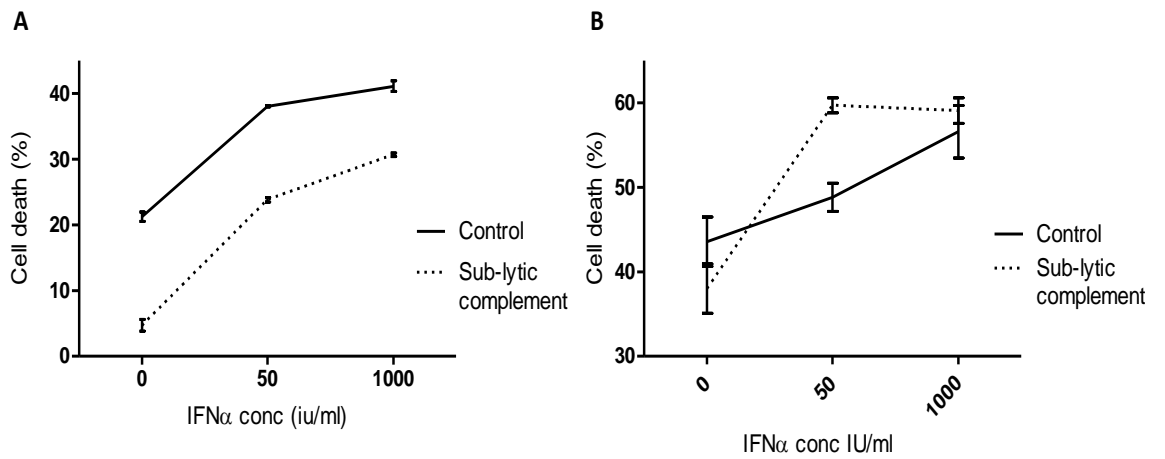 A
Cell death (%)
40
30
20
10
0
0 50 1000
IFNα conc (iu/ml)
Control
Sub-lytic
complement
B
Cell death (%)
60
50
40
30
0 50 1000
IFNα conc IU/ml
Control
Sub-lytic
complement